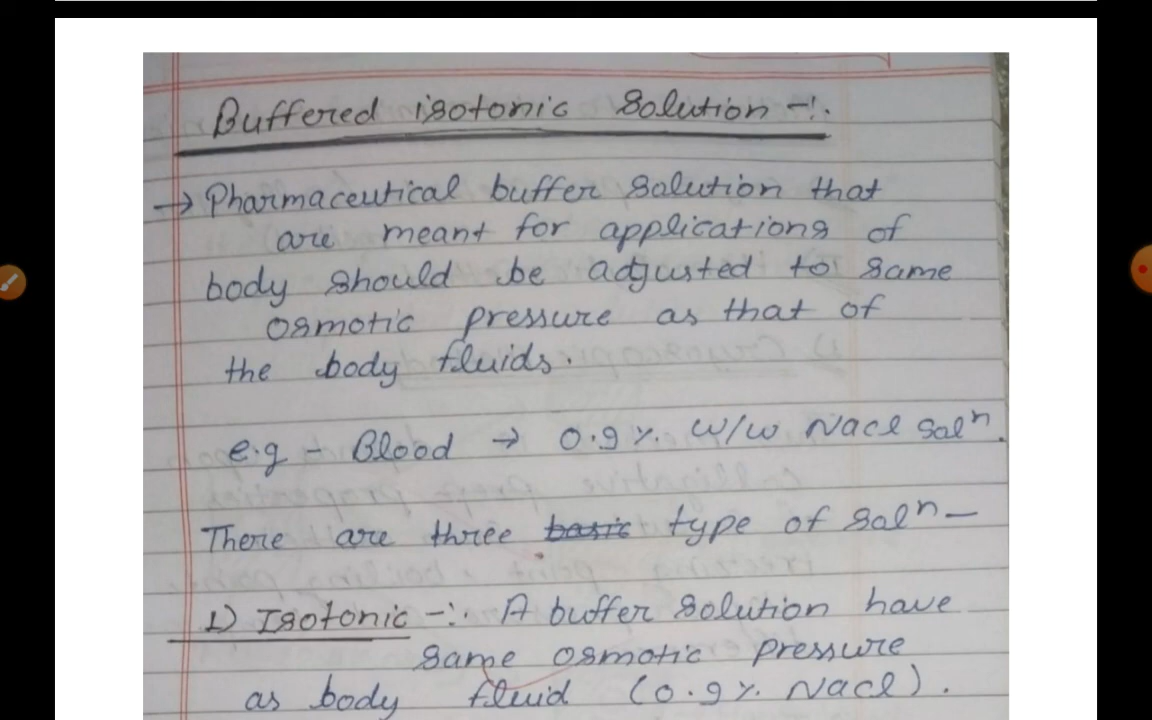 Buffered isotonic Solution -:.
→ Pharmaceutical buffer solution that
are meant for applications of
body should be adjusted to same
osmotic pressure as that of
the body fluids.
e.g - Blood → 0.9 %. W/W Nacl solⁿ.
There are three basic type of solⁿ -
1) Isotonic -:. A buffer solution have
same osmotic pressure
as body fluid (0.9 %. Nacl).